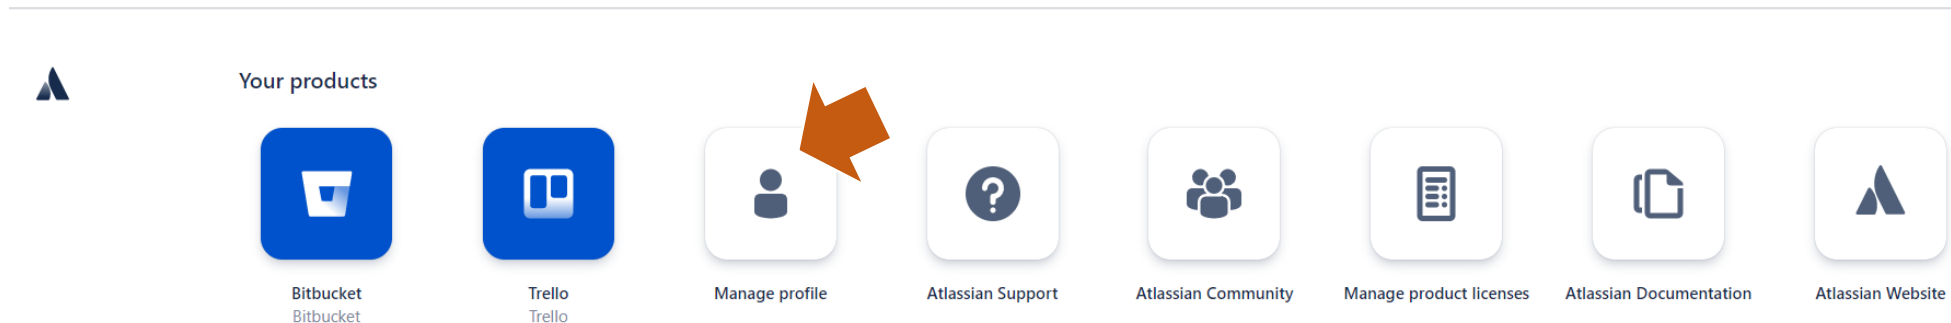 Your products
Bitbucket
Bitbucket
Trello
Trello
Manage profile
Atlassian Support
Atlassian Community
Manage product licenses
Atlassian Documentation
Atlassian Website